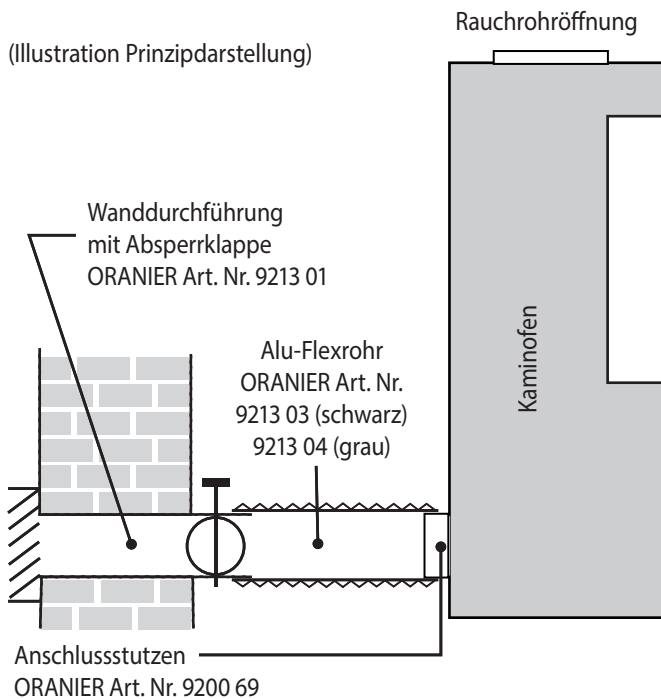 Rauchrohröffnung
(Illustration Prinzipdarstellung)
Wanddurchführung
mit Absperrklappe
ORANIER Art. Nr. 9213 01
Alu-Flexrohr
ORANIER Art. Nr.
9213 03 (schwarz)
9213 04 (grau)
Kaminofen
Anschlussstutzen
ORANIER Art. Nr. 9200 69